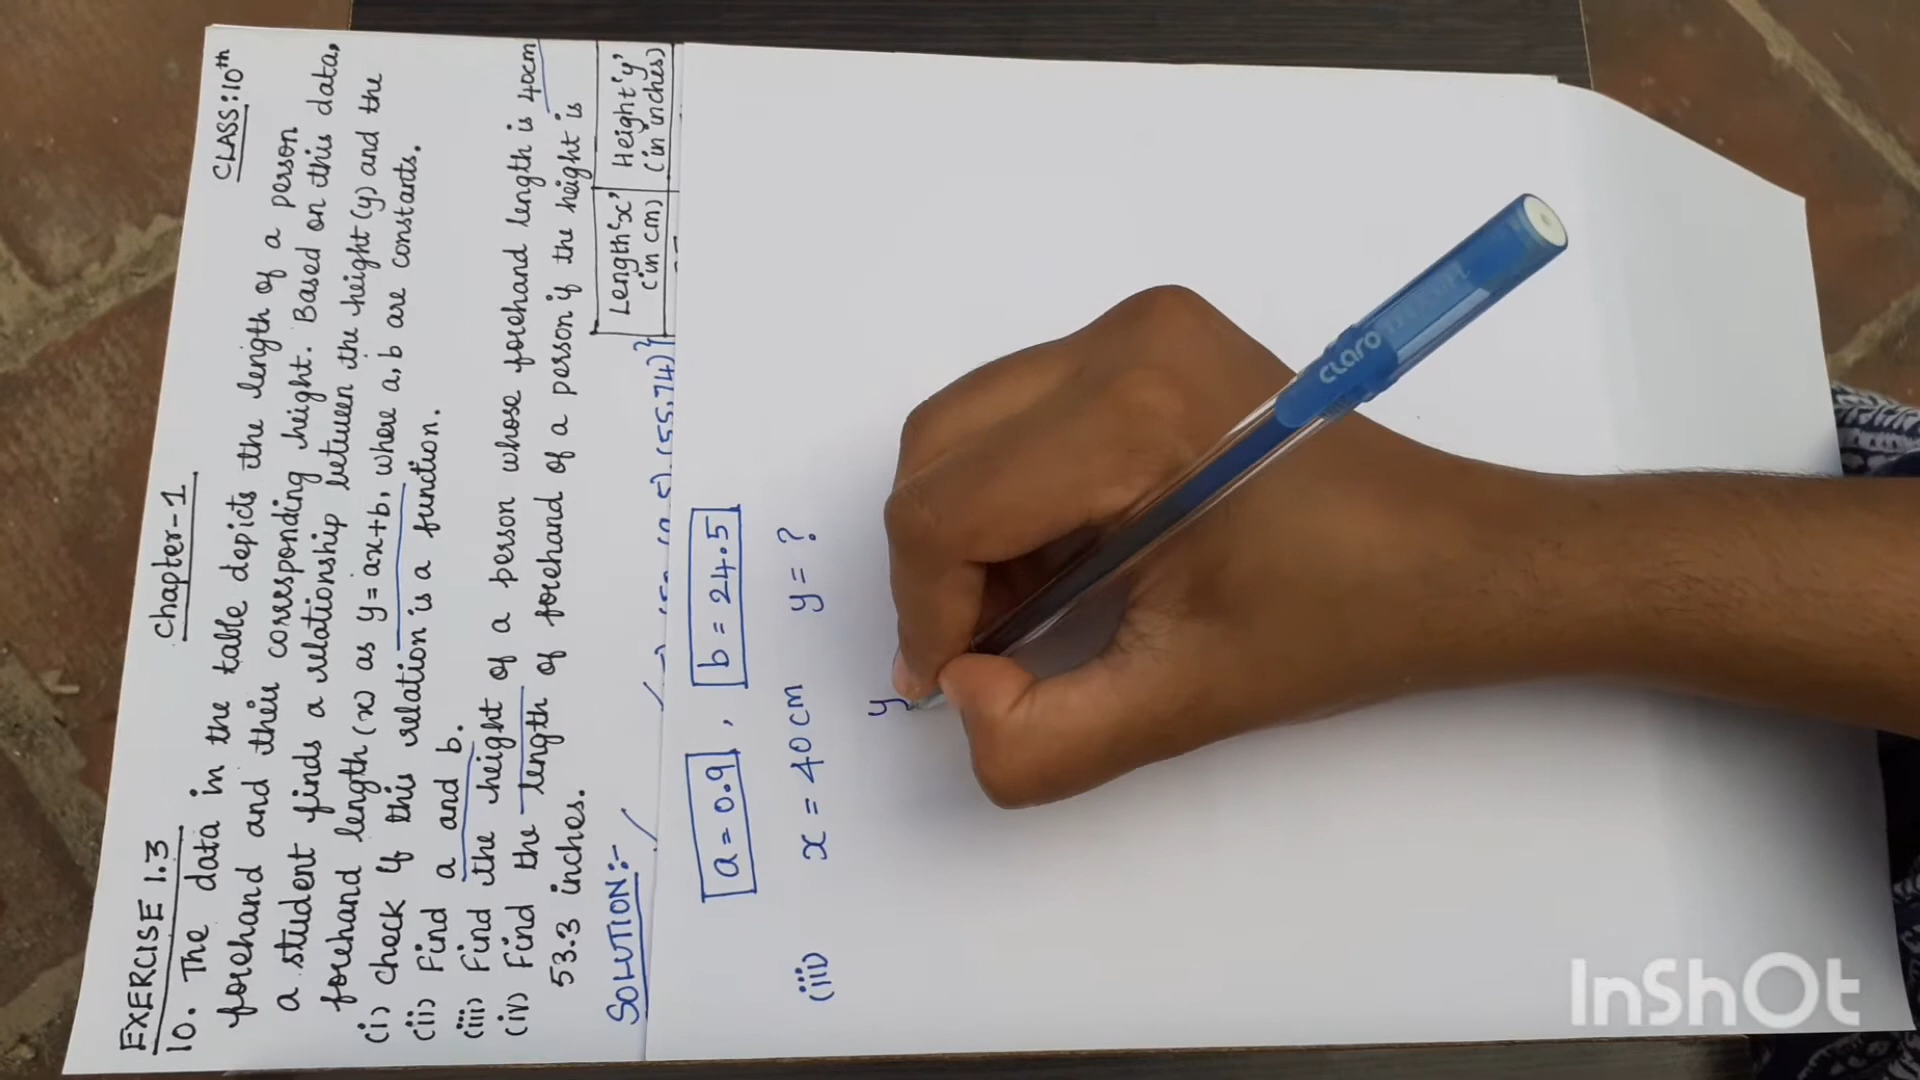 EXERCISE 1.3
Chapter-1
CLASS:10th
10. The data in the table depicts the length of a person
forehand and their corresponding height. Based on this data,
a student finds a relationship between the height (y) and the
forehand length (x) as y = ax+b, where a, b are constants.
(i) check if this relation is a function.
(ii) Find a and b.
(iii) Find the height of a person whose forehand length is 40cm
(iv) Find the length of forehand of a person if the height is
53.3 inches.
Length 'x' (in cm)
Height 'y' (in inches)
SOLUTION:-
(55,74)}
a = 0.9, b = 24.5
(iii) x = 40cm y = ?
y
CLARO
InShOt